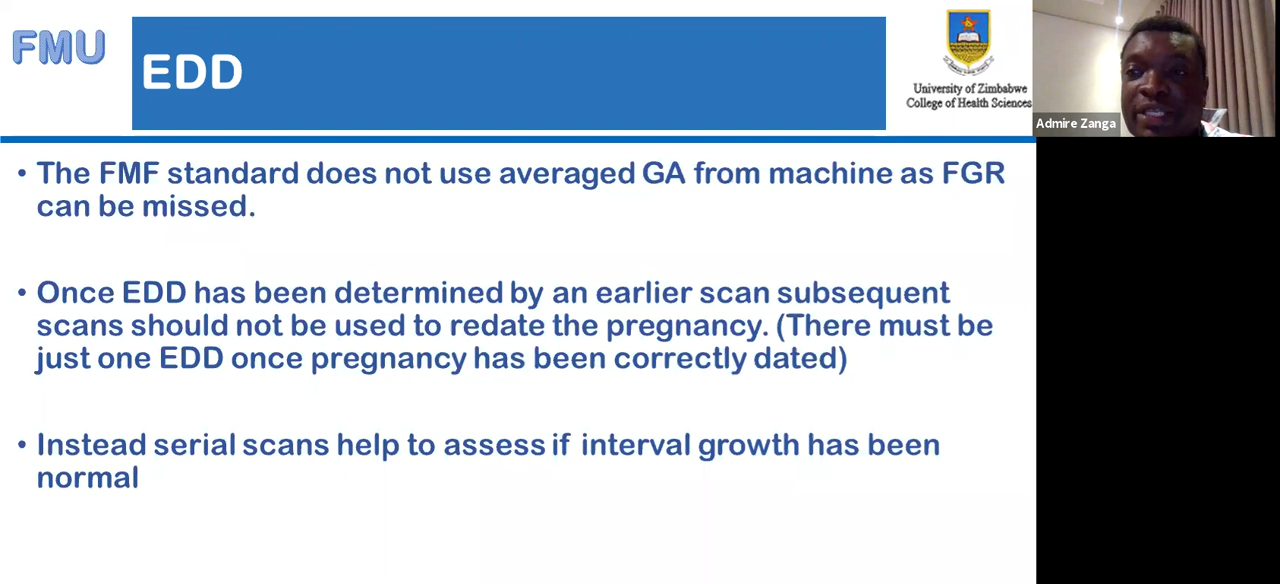 FMU
EDD
University of Zimbabwe
College of Health Sciences
Admire Zanga
• The FMF standard does not use averaged GA from machine as FGR
can be missed.
• Once EDD has been determined by an earlier scan subsequent
scans should not be used to redate the pregnancy. (There must be
just one EDD once pregnancy has been correctly dated)
• Instead serial scans help to assess if interval growth has been
normal